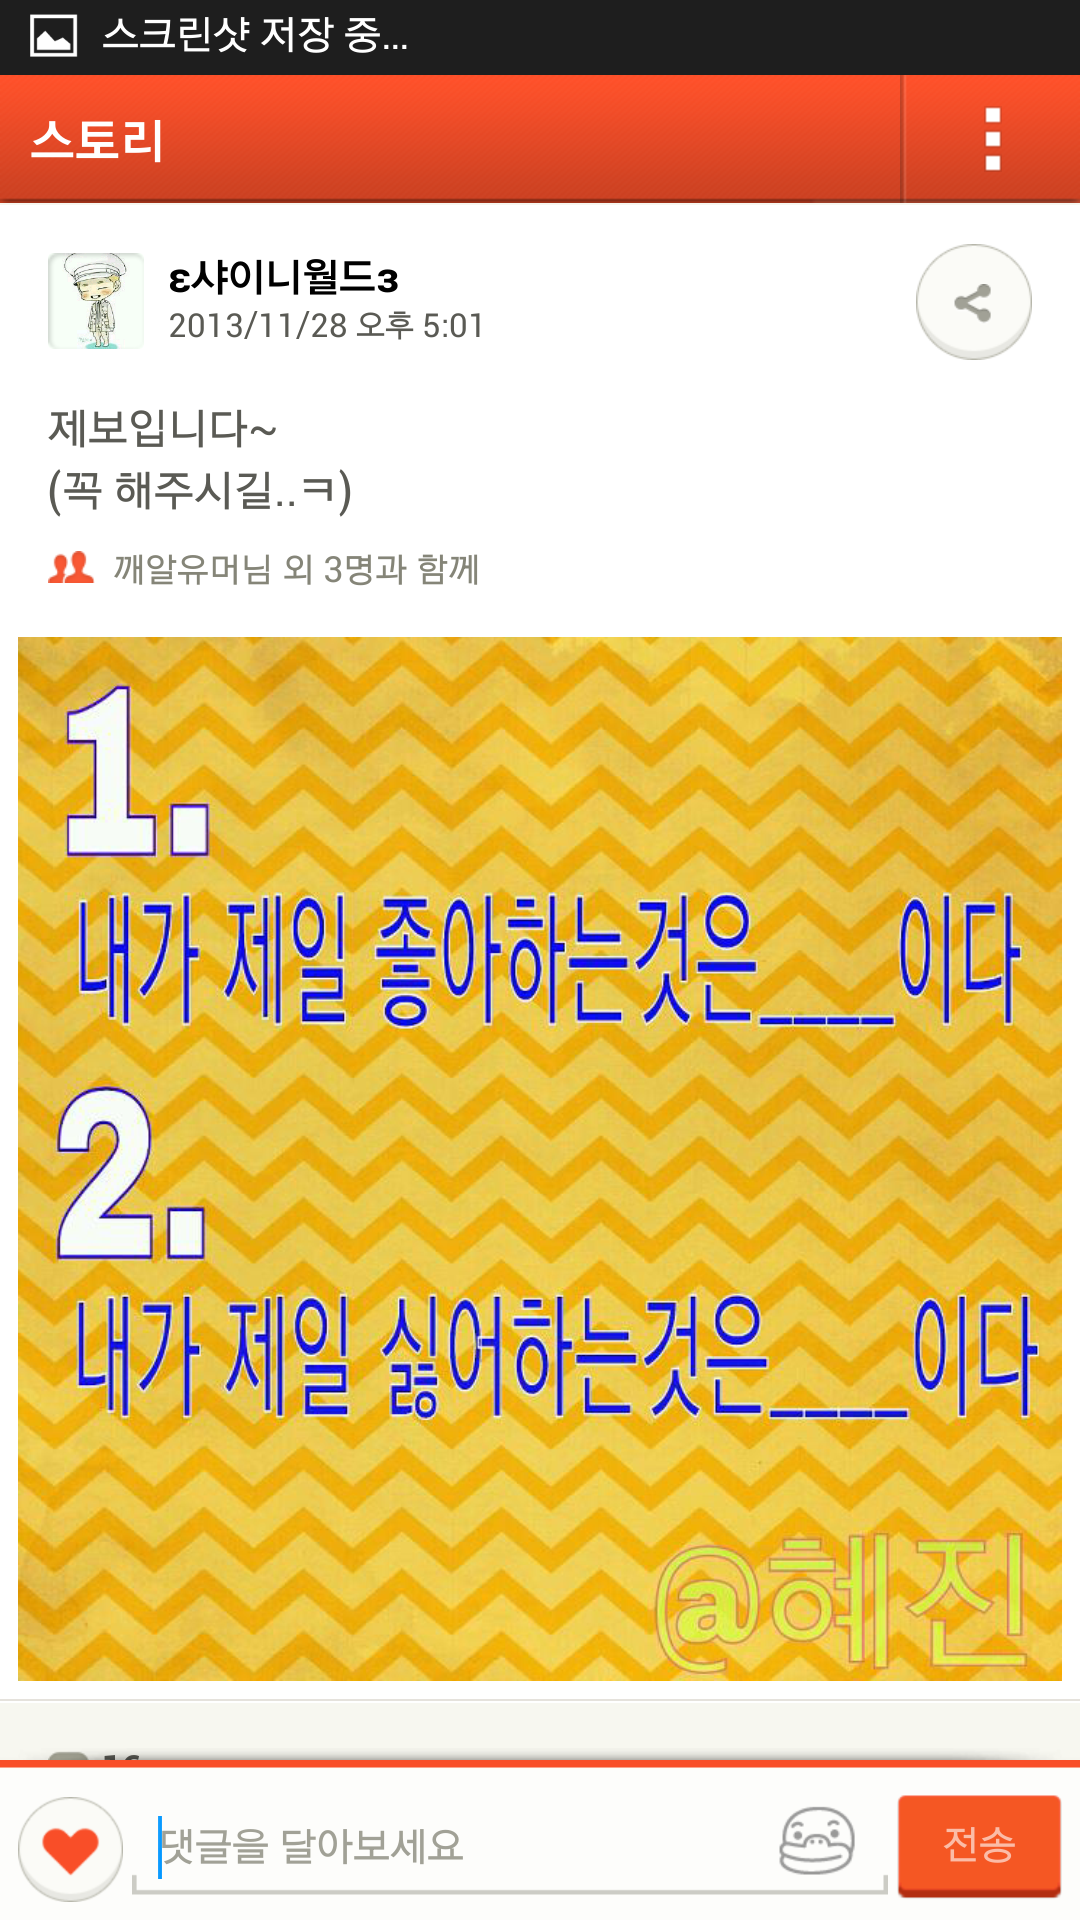 스크린샷 저장 중...
스토리
ε샤이니월드з
2013/11/28 오후 5:01
제보입니다~
(꼭 해주시길..ㅋ)
깨알유머님 외 3명과 함께
1.
내가 제일 좋아하는것은____이다
2.
내가 제일 싫어하는것은____이다
@혜진
댓글을 달아보세요
전송